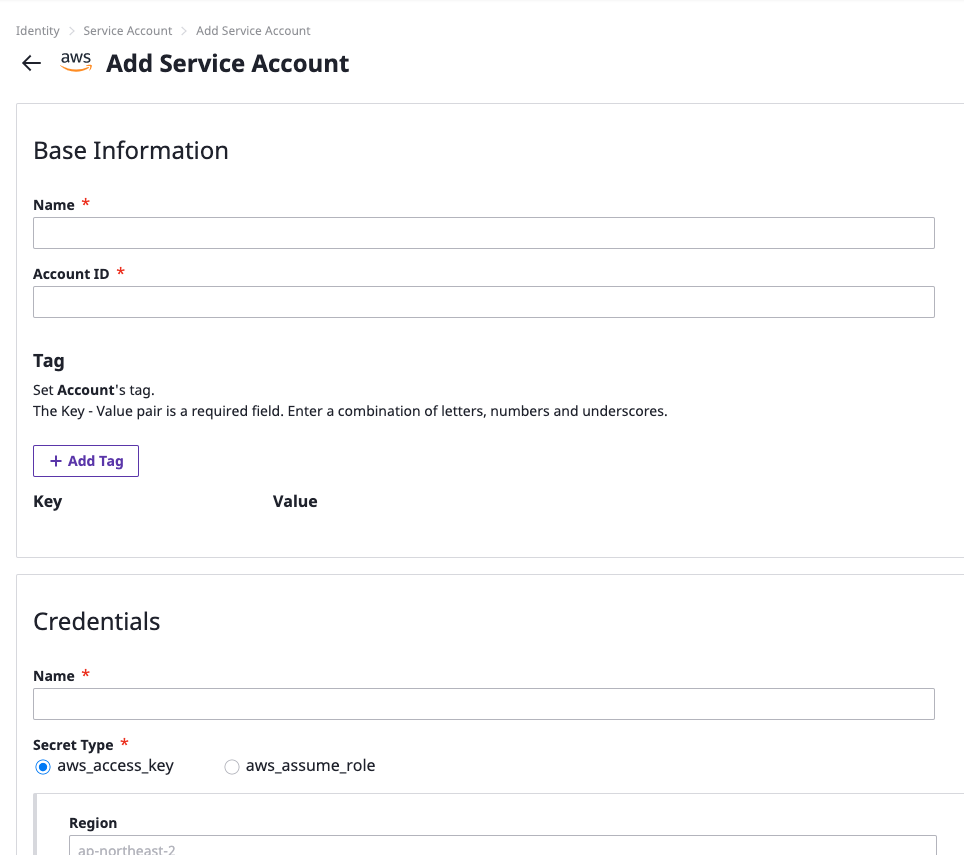 Identity > Service Account > Add Service Account
← aws Add Service Account
Base Information
Name *
Account ID *
Tag
Set Account's tag.
The Key - Value pair is a required field. Enter a combination of letters, numbers and underscores.
+ Add Tag
Key Value
Credentials
Name *
Secret Type *
aws_access_key aws_assume_role
Region
ap-northeast-2